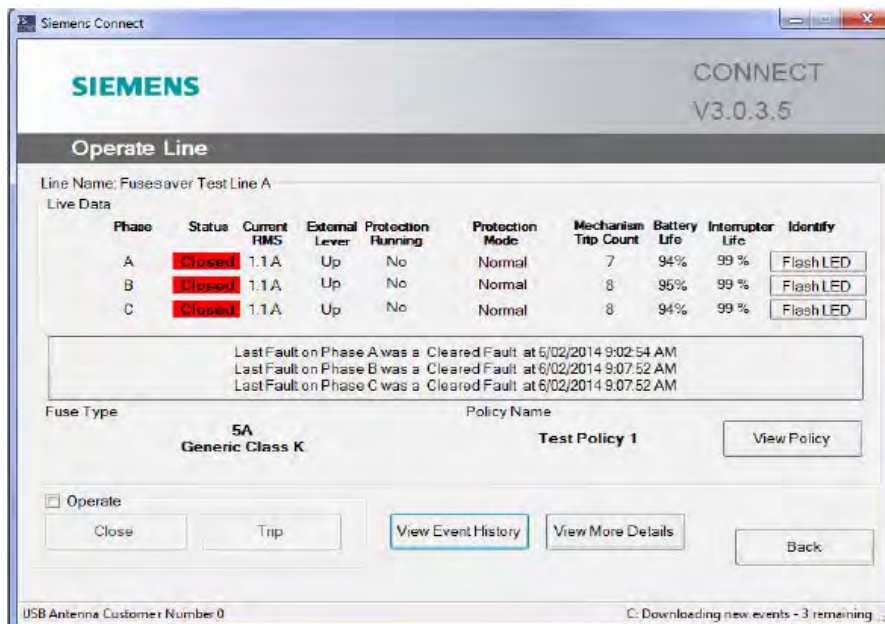 Siemens Connect
SIEMENS
CONNECT
V3.0.3.5
Operate Line
Line Name: Fusesaver Test Line A
Live Data
Phase Status Current RMS External Lever Protection Running Protection Mode Mechanism Trip Count Battery Life Interrupter Life Identify
A Closed 1.1 A Up No Normal 7 94% 99 % Flash LED
B Closed 1.1 A Up No Normal 8 95% 99 % Flash LED
C Closed 1.1 A Up No Normal 8 94% 99 % Flash LED
Last Fault on Phase A was a Cleared Fault at 6/02/2014 9:02:54 AM
Last Fault on Phase B was a Cleared Fault at 6/02/2014 9:07:52 AM
Last Fault on Phase C was a Cleared Fault at 6/02/2014 9:07:52 AM
Fuse Type Policy Name
5A
Generic Class K
Test Policy 1 View Policy
Operate
Close Trip View Event History View More Details Back
USB Antenna Customer Number 0 C: Downloading new events - 3 remaining